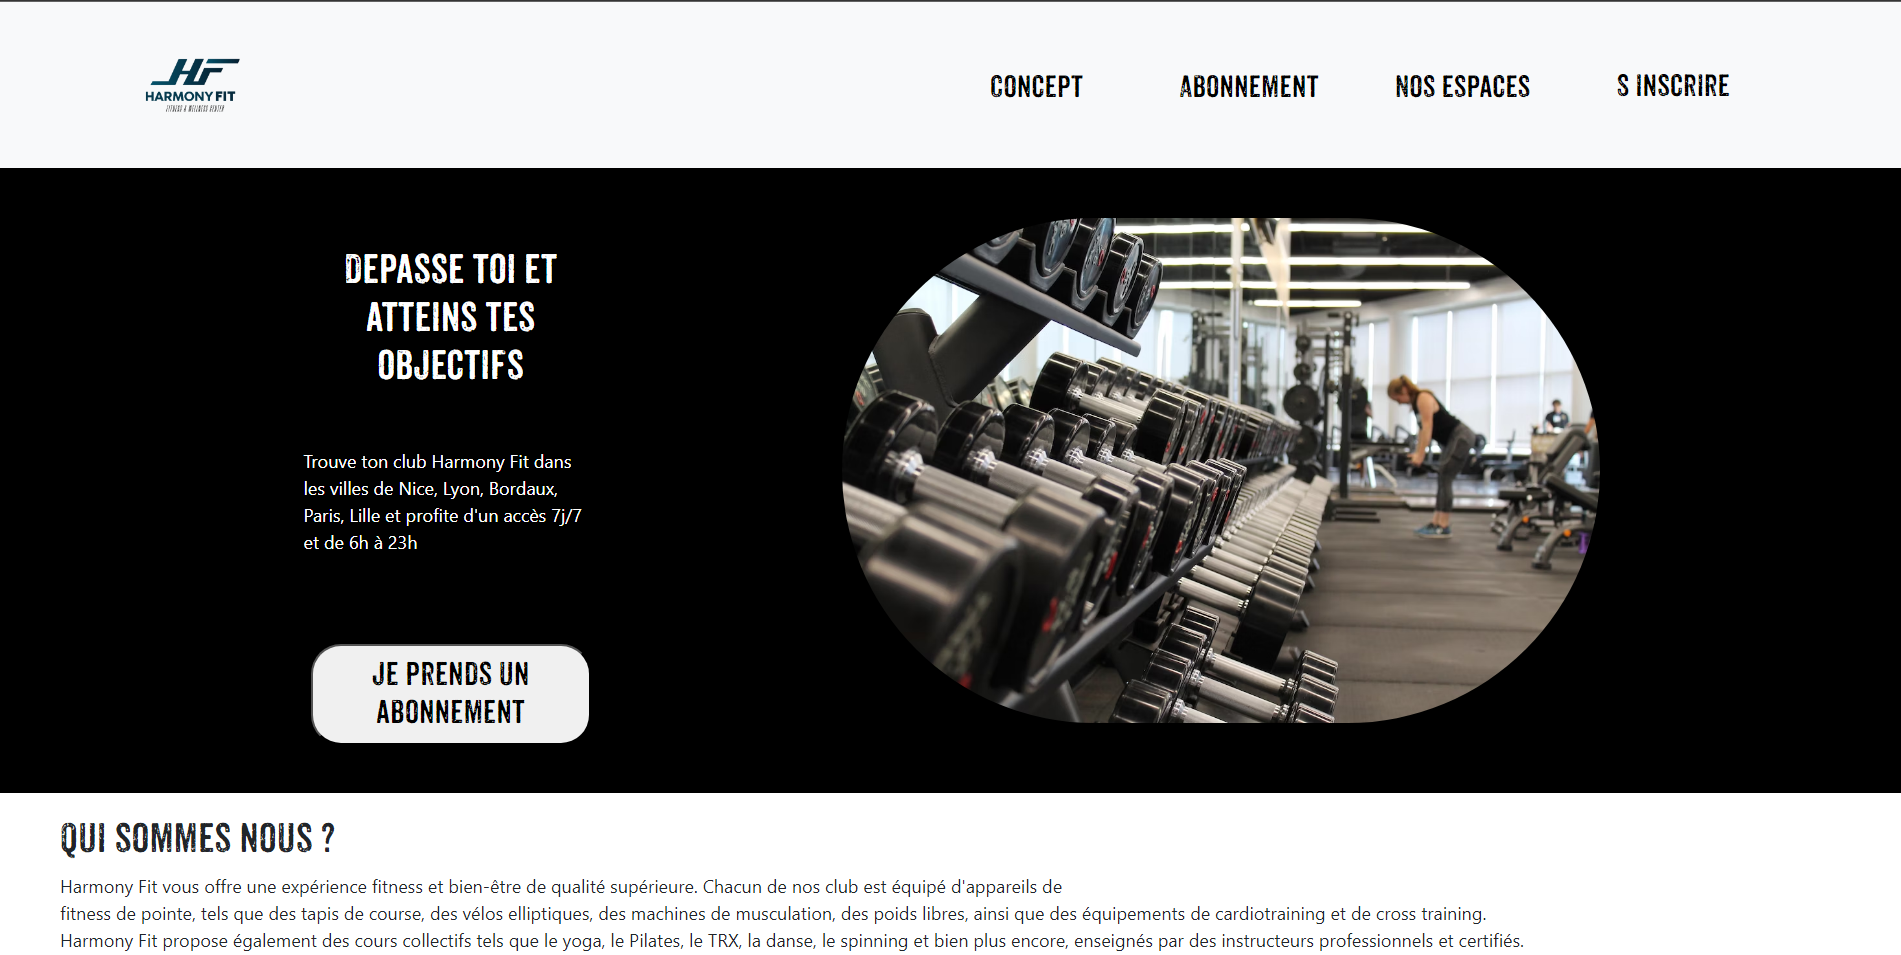 HF
HARMONY FIT
FITNESS & WELLNESS CENTER
CONCEPT
ABONNEMENT
NOS ESPACES
S INSCRIRE
DEPASSE TOI ET
ATTEINS TES
OBJECTIFS
Trouve ton club Harmony Fit dans
les villes de Nice, Lyon, Bordaux,
Paris, Lille et profite d'un accès 7j/7
et de 6h à 23h
JE PRENDS UN
ABONNEMENT
QUI SOMMES NOUS ?
Harmony Fit vous offre une expérience fitness et bien-être de qualité supérieure. Chacun de nos club est équipé d'appareils de
fitness de pointe, tels que des tapis de course, des vélos elliptiques, des machines de musculation, des poids libres, ainsi que des équipements de cardiotraining et de cross training.
Harmony Fit propose également des cours collectifs tels que le yoga, le Pilates, le TRX, la danse, le spinning et bien plus encore, enseignés par des instructeurs professionnels et certifiés.